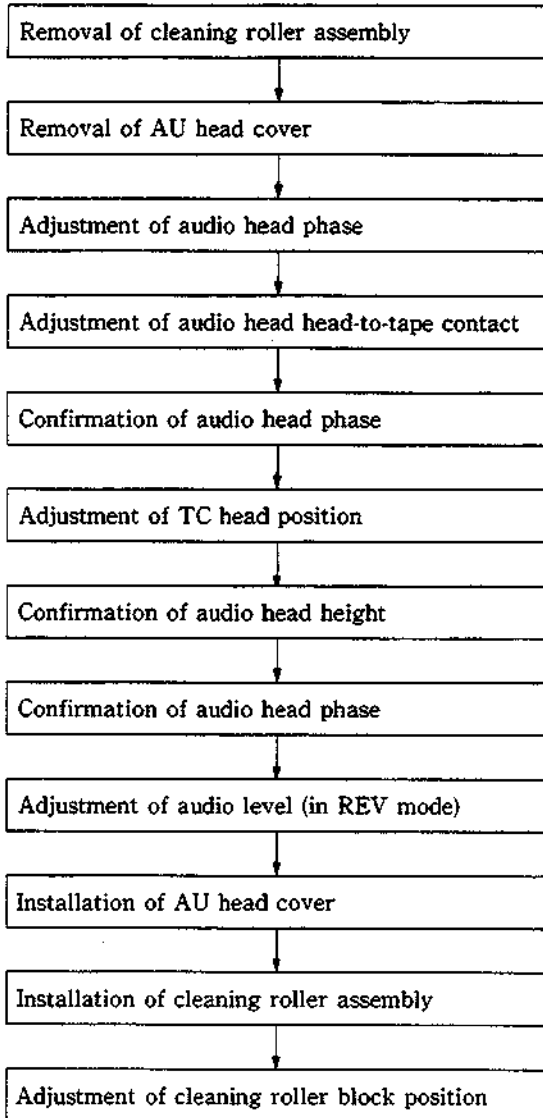 Removal of cleaning roller assembly
Removal of AU head cover
Adjustment of audio head phase
Adjustment of audio head head-to-tape contact
Confirmation of audio head phase
Adjustment of TC head position
Confirmation of audio head height
Confirmation of audio head phase
Adjustment of audio level (in REV mode)
Installation of AU head cover
Installation of cleaning roller assembly
Adjustment of cleaning roller block position